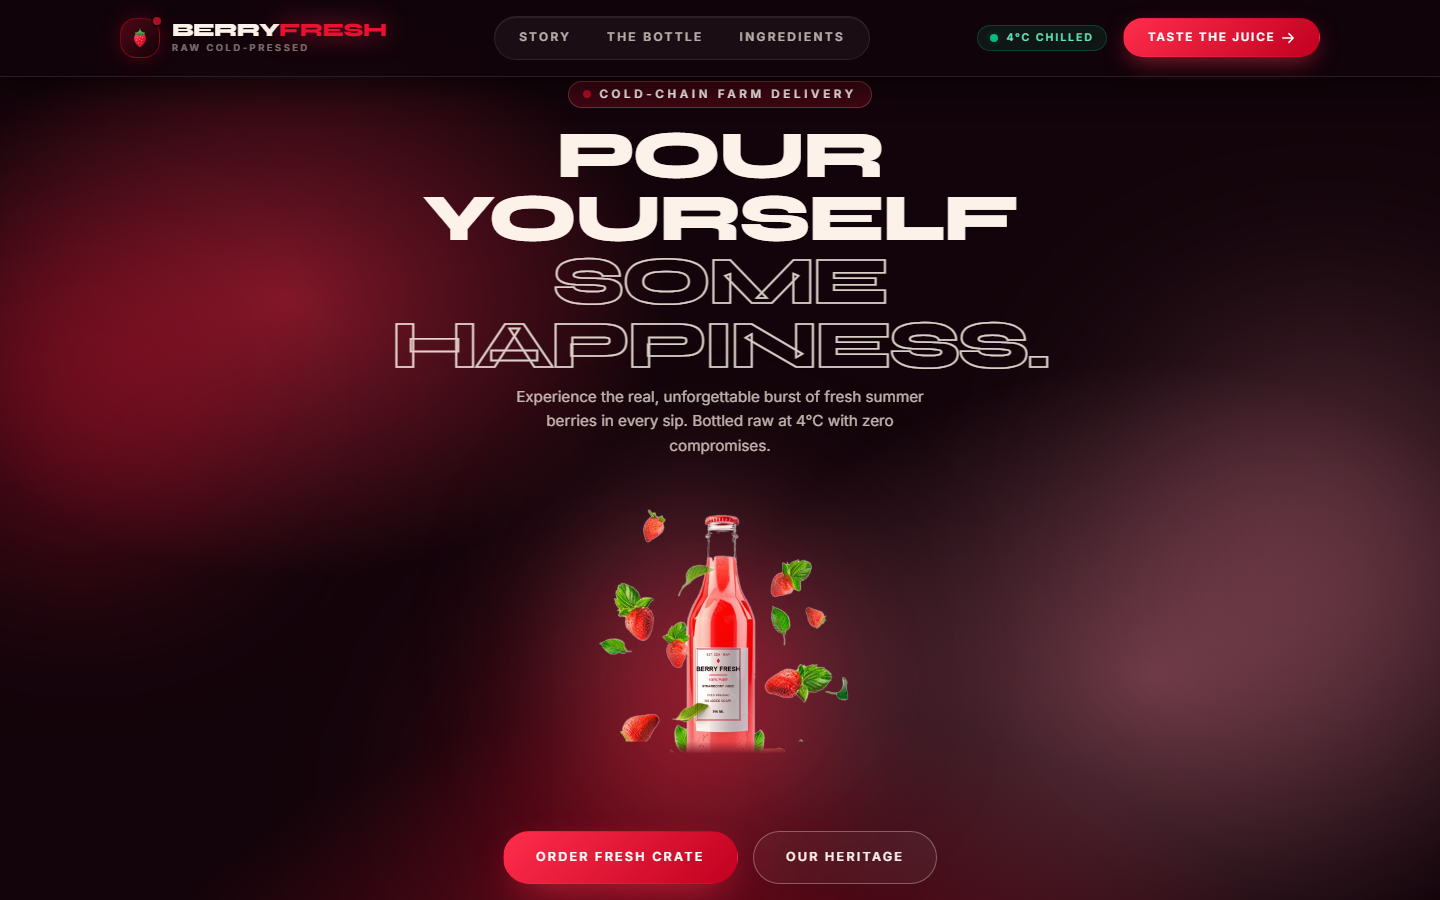 BERRYFRESH
RAW COLD-PRESSED
STORY
THE BOTTLE
INGREDIENTS
4°C CHILLED
TASTE THE JUICE →
COLD-CHAIN FARM DELIVERY
POUR
YOURSELF
SOME
HAPPINESS.
Experience the real, unforgettable burst of fresh summer
berries in every sip. Bottled raw at 4°C with zero
compromises.
BERRY FRESH
STRAWBERRY JUICE
ORDER FRESH CRATE
OUR HERITAGE